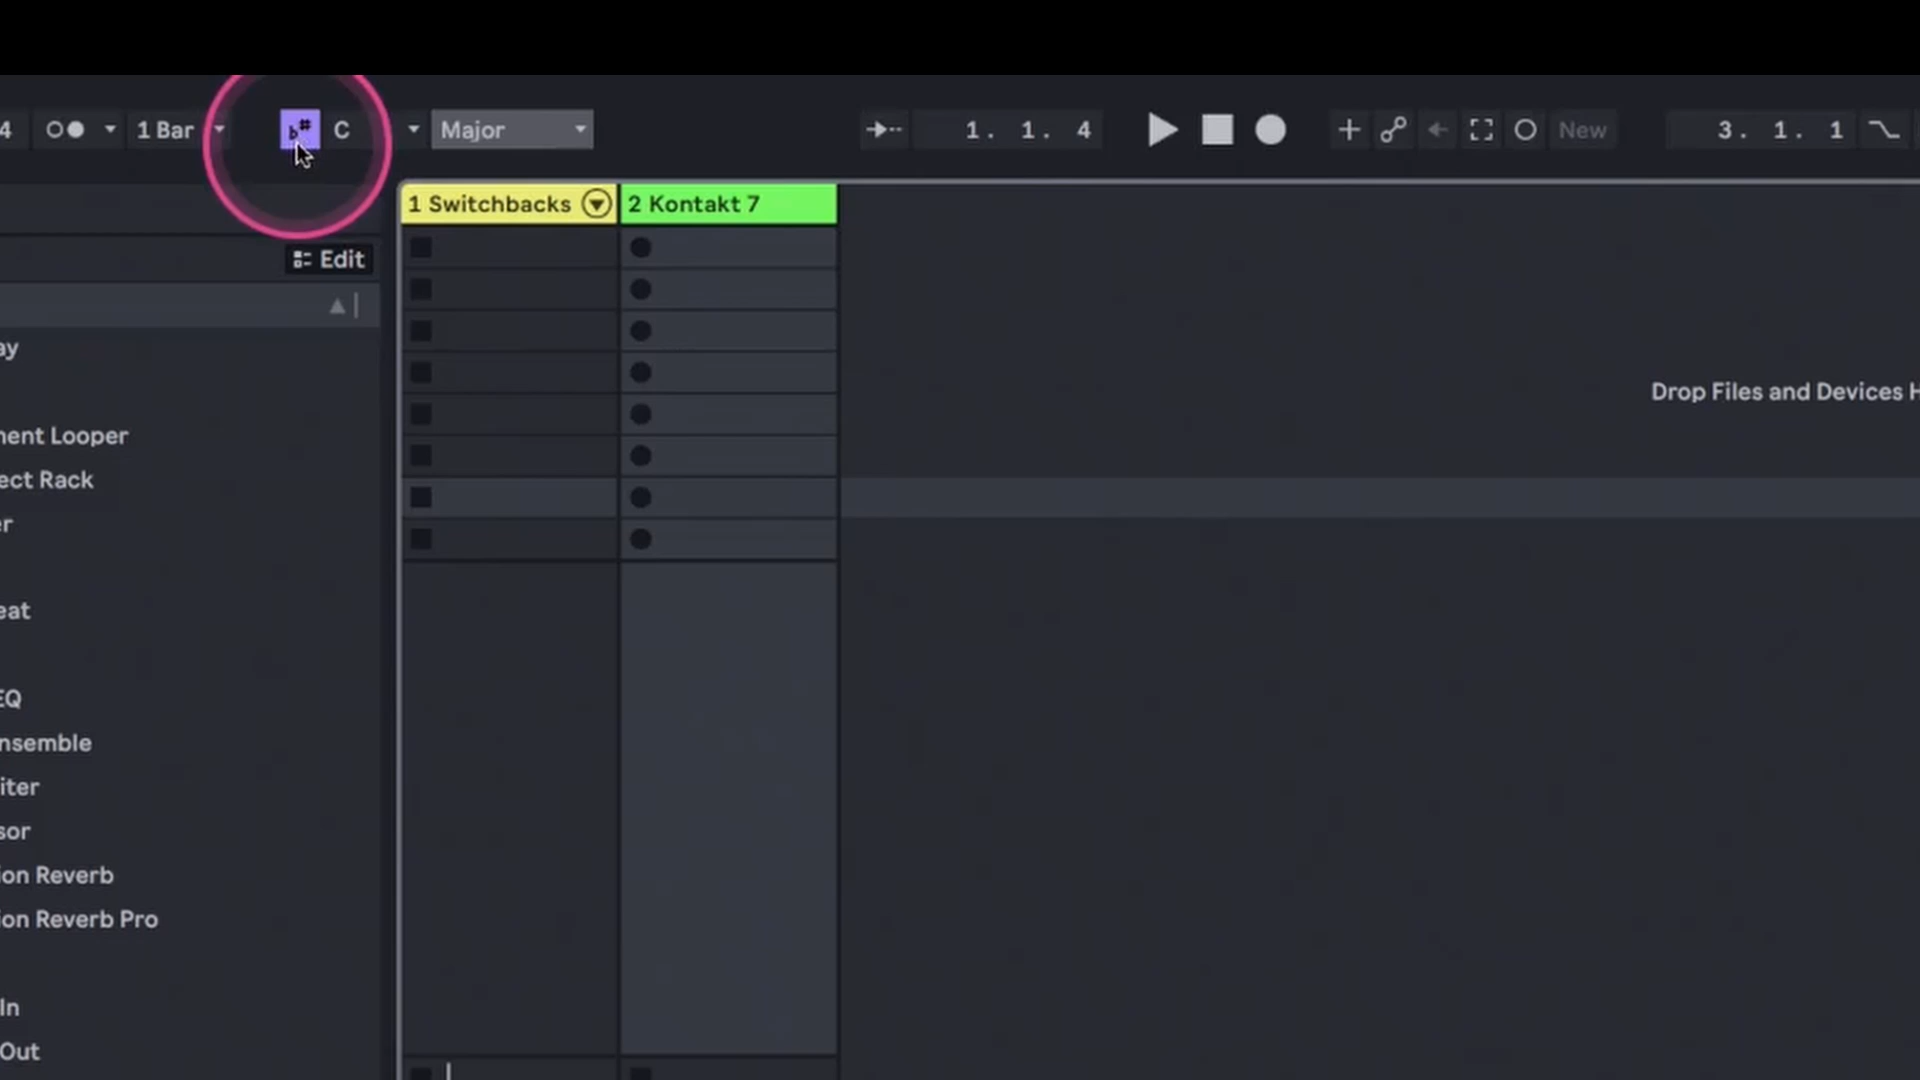 4 1 Bar C Major 1. 1. 4 New 3. 1. 1
1 Switchbacks 2 Kontakt 7
Edit
ay
Drop Files and Devices H
nent Looper
ect Rack
er
eat
EQ
nsemble
iter
sor
ion Reverb
ion Reverb Pro
In
Out